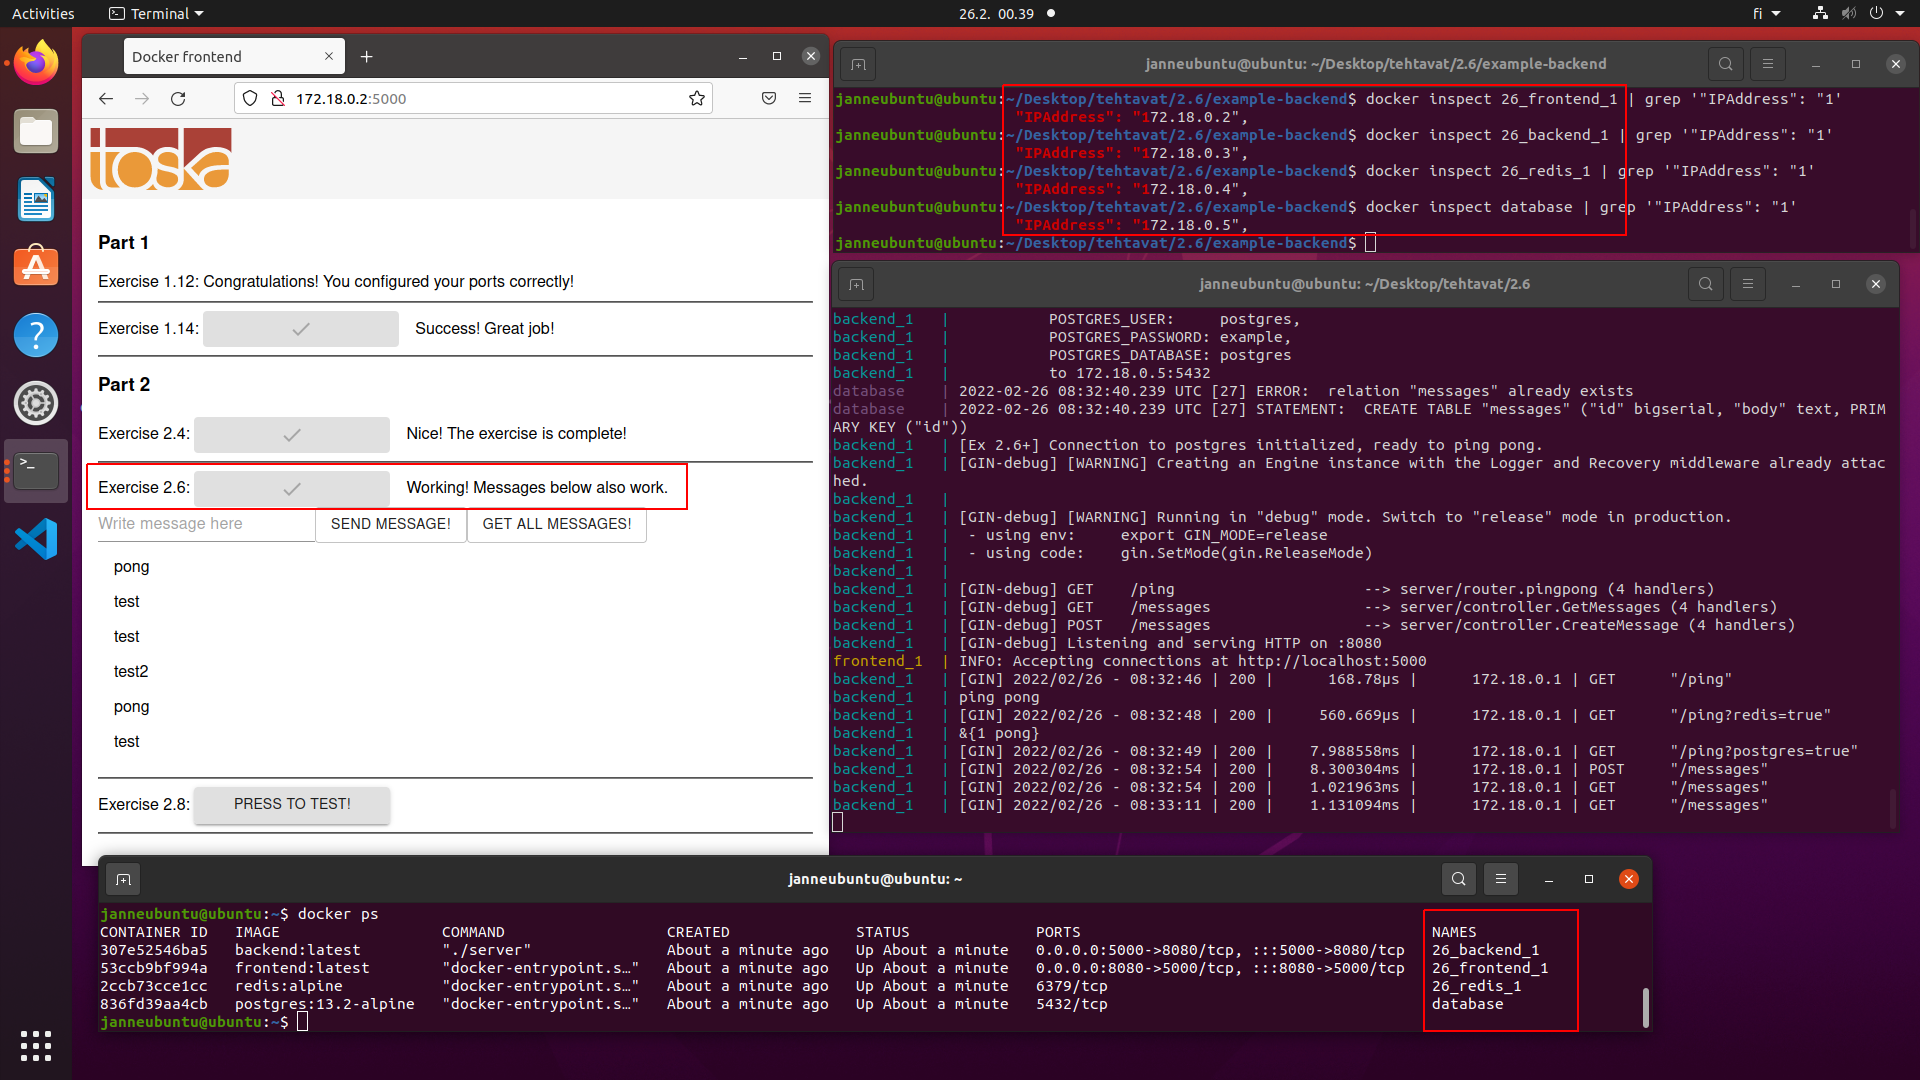 Activities
Terminal
26.2. 00.39
fi
Docker frontend
172.18.0.2:5000
toska
Part 1
Exercise 1.12: Congratulations! You configured your ports correctly!
Exercise 1.14: Success! Great job!
Part 2
Exercise 2.4: Nice! The exercise is complete!
Exercise 2.6: Working! Messages below also work.
Write message here SEND MESSAGE! GET ALL MESSAGES!
pong
test
test
test2
pong
test
Exercise 2.8: PRESS TO TEST!
janneubuntu@ubuntu: ~/Desktop/tehtavat/2.6/example-backend
janneubuntu@ubuntu:~/Desktop/tehtavat/2.6/example-backend$ docker inspect 26_frontend_1 | grep '"IPAddress": "1'
"IPAddress": "172.18.0.2",
janneubuntu@ubuntu:~/Desktop/tehtavat/2.6/example-backend$ docker inspect 26_backend_1 | grep '"IPAddress": "1'
"IPAddress": "172.18.0.3",
janneubuntu@ubuntu:~/Desktop/tehtavat/2.6/example-backend$ docker inspect 26_redis_1 | grep '"IPAddress": "1'
"IPAddress": "172.18.0.4",
janneubuntu@ubuntu:~/Desktop/tehtavat/2.6/example-backend$ docker inspect database | grep '"IPAddress": "1'
"IPAddress": "172.18.0.5",
janneubuntu@ubuntu:~/Desktop/tehtavat/2.6/example-backend$
janneubuntu@ubuntu: ~/Desktop/tehtavat/2.6
backend_1 | POSTGRES_USER: postgres,
backend_1 | POSTGRES_PASSWORD: example,
backend_1 | POSTGRES_DATABASE: postgres
backend_1 | to 172.18.0.5:5432
database | 2022-02-26 08:32:40.239 UTC [27] ERROR: relation "messages" already exists
database | 2022-02-26 08:32:40.239 UTC [27] STATEMENT: CREATE TABLE "messages" ("id" bigserial, "body" text, PRIM
ARY KEY ("id"))
backend_1 | [Ex 2.6+] Connection to postgres initialized, ready to ping pong.
backend_1 | [GIN-debug] [WARNING] Creating an Engine instance with the Logger and Recovery middleware already attac
hed.
backend_1 |
backend_1 | [GIN-debug] [WARNING] Running in "debug" mode. Switch to "release" mode in production.
backend_1 | - using env: export GIN_MODE=release
backend_1 | - using code: gin.SetMode(gin.ReleaseMode)
backend_1 |
backend_1 | [GIN-debug] GET /ping --> server/router.pingpong (4 handlers)
backend_1 | [GIN-debug] GET /messages --> server/controller.GetMessages (4 handlers)
backend_1 | [GIN-debug] POST /messages --> server/controller.CreateMessage (4 handlers)
backend_1 | [GIN-debug] Listening and serving HTTP on :8080
frontend_1 | INFO: Accepting connections at http://localhost:5000
backend_1 | [GIN] 2022/02/26 - 08:32:46 | 200 | 168.78µs | 172.18.0.1 | GET "/ping"
backend_1 | ping pong
backend_1 | [GIN] 2022/02/26 - 08:32:48 | 200 | 560.669µs | 172.18.0.1 | GET "/ping?redis=true"
backend_1 | &{1 pong}
backend_1 | [GIN] 2022/02/26 - 08:32:49 | 200 | 7.988558ms | 172.18.0.1 | GET "/ping?postgres=true"
backend_1 | [GIN] 2022/02/26 - 08:32:54 | 200 | 8.300304ms | 172.18.0.1 | POST "/messages"
backend_1 | [GIN] 2022/02/26 - 08:32:54 | 200 | 1.021963ms | 172.18.0.1 | GET "/messages"
backend_1 | [GIN] 2022/02/26 - 08:33:11 | 200 | 1.131094ms | 172.18.0.1 | GET "/messages"
janneubuntu@ubuntu: ~
janneubuntu@ubuntu:~$ docker ps
CONTAINER ID IMAGE COMMAND CREATED STATUS PORTS NAMES
307e52546ba5 backend:latest "./server" About a minute ago Up About a minute 0.0.0.0:5000->8080/tcp, :::5000->8080/tcp 26_backend_1
53ccb9bf994a frontend:latest "docker-entrypoint.s…" About a minute ago Up About a minute 0.0.0.0:8080->5000/tcp, :::8080->5000/tcp 26_frontend_1
2ccb73cce1cc redis:alpine "docker-entrypoint.s…" About a minute ago Up About a minute 6379/tcp 26_redis_1
836fd39aa4cb postgres:13.2-alpine "docker-entrypoint.s…" About a minute ago Up About a minute 5432/tcp database
janneubuntu@ubuntu:~$